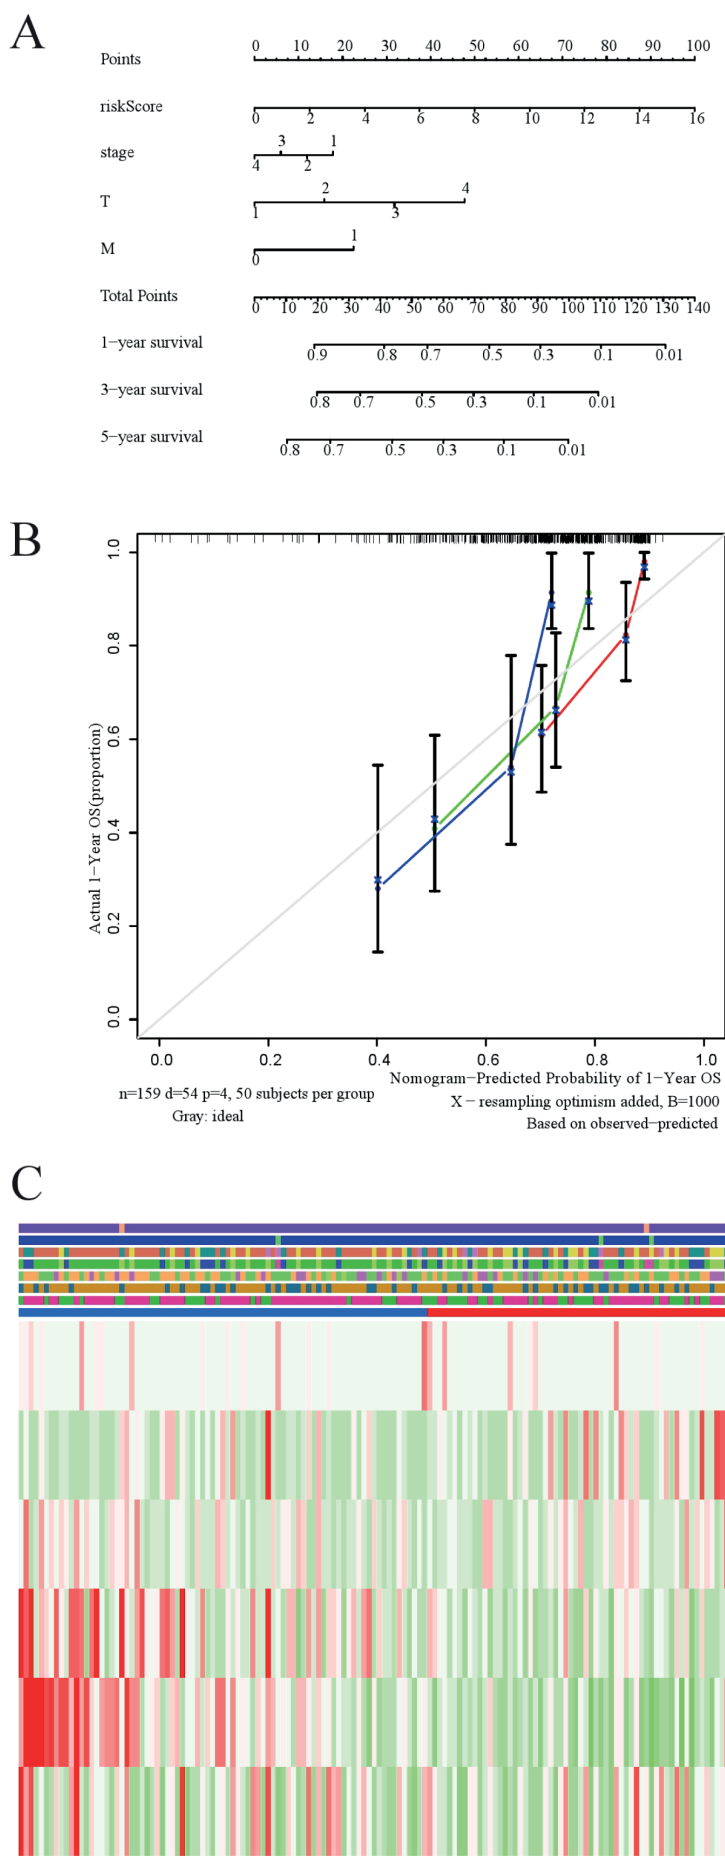 A
Points
0 10 20 30 40 50 60 70 80 90 100
riskScore
0 2 4 6 8 10 12 14 16
3 1
stage
4 2
2 4
T
1 3
1
M
0
Total Points
0 10 20 30 40 50 60 70 80 90 100 110 120 130 140
1−year survival
0.9 0.8 0.7 0.5 0.3 0.1 0.01
3−year survival
0.8 0.7 0.5 0.3 0.1 0.01
5−year survival
0.8 0.7 0.5 0.3 0.1 0.01
B
Actual 1−Year OS(proportion)
1.0
0.8
0.6
0.4
0.2
0.0
0.0 0.2 0.4 0.6 0.8 1.0
Nomogram−Predicted Probability of 1−Year OS
n=159 d=54 p=4, 50 subjects per group
X − resampling optimism added, B=1000
Gray: ideal
Based on observed−predicted
C